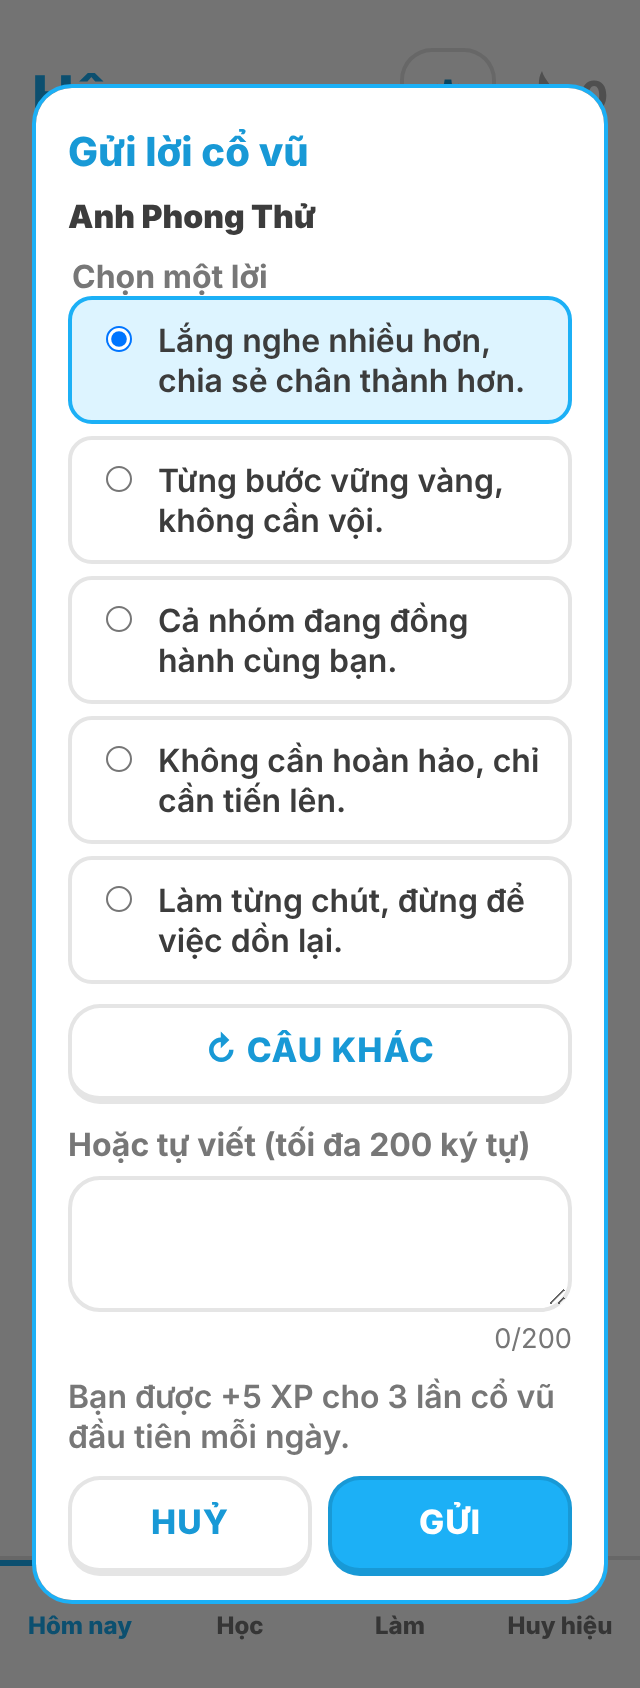 Gửi lời cổ vũ
Anh Phong Thử
Chọn một lời
Lắng nghe nhiều hơn,
chia sẻ chân thành hơn.
Từng bước vững vàng,
không cần vội.
Cả nhóm đang đồng
hành cùng bạn.
Không cần hoàn hảo, chỉ
cần tiến lên.
Làm từng chút, đừng để
việc dồn lại.
↻ CÂU KHÁC
Hoặc tự viết (tối đa 200 ký tự)
0/200
Bạn được +5 XP cho 3 lần cổ vũ
đầu tiên mỗi ngày.
HUỶ GỬI
Hôm nay Học Làm Huy hiệu